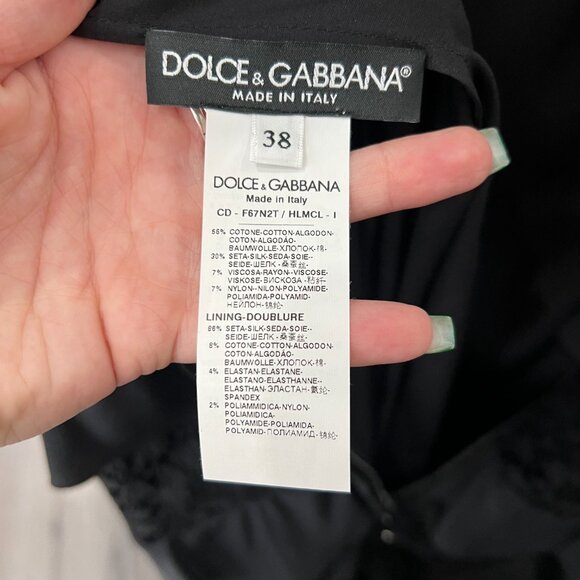 DOLCE & GABBANA®
MADE IN ITALY
38
DOLCE & GABBANA
Made in Italy
CD - F67N2T / HLMCL - I
56% COTONE-COTTON-ALGODON-
COTON-ALGODÃO-
BAUMWOLLE-ХЛОПОК-棉-
30% SETA-SILK-SEDA-SOIE--
SEIDE-ШЕЛК-桑蚕丝-
7% VISCOSA-RAYON--VISCOSE-
VISKOSE-ВИСКОЗА-粘纤-
7% NYLON--NILON-POLYAMIDE-
POLIAMIDA-POLYAMID-
НЕЙЛОН-锦纶-
LINING-DOUBLURE
86% SETA-SILK-SEDA-SOIE--
SEIDE-ШЕЛК-桑蚕丝-
8% COTONE-COTTON-ALGODON-
COTON-ALGODÃO-
BAUMWOLLE-ХЛОПОК-棉-
4% ELASTAN-ELASTANE-
ELASTANO-ELASTHANNE--
ELASTHAN-ЭЛАСТАН-氨纶-
SPANDEX
2% POLIAMMIDICA-NYLON-
POLIAMIDICA-
POLYAMIDE-POLIAMIDA-
POLYAMID-ПОЛИАМИД-锦纶-